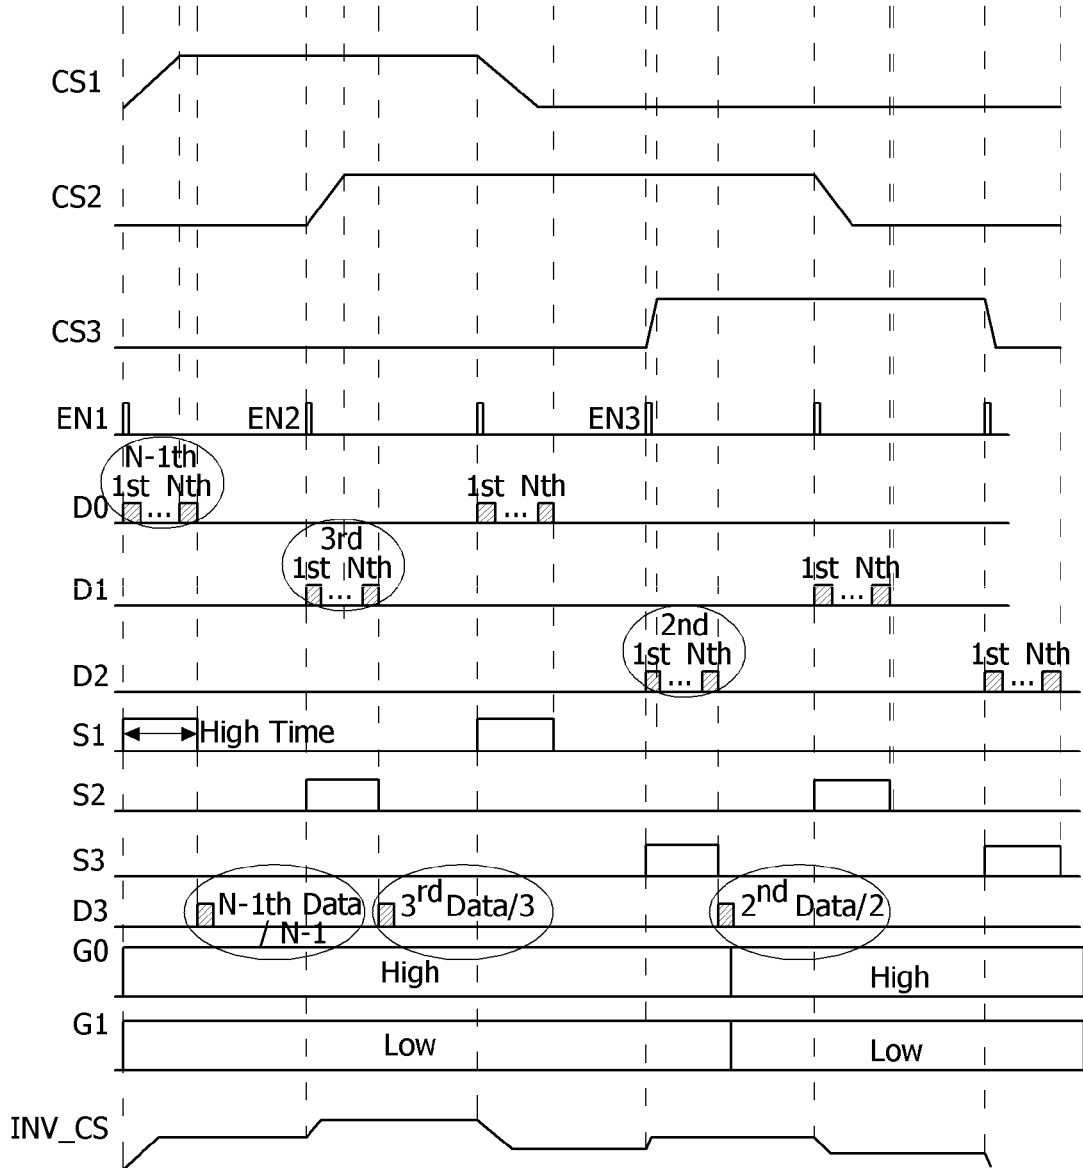 CS1
CS2
CS3
EN1 EN2 EN3
N-1th
1st Nth 1st Nth
D0 ... ...
3rd
1st Nth 1st Nth
D1 ... ...
2nd
1st Nth 1st Nth
D2 ... ...
S1 High Time
S2
S3
D3 N-1th Data 3rd Data/3 2nd Data/2
/ N-1
G0 High High
G1 Low Low
INV_CS